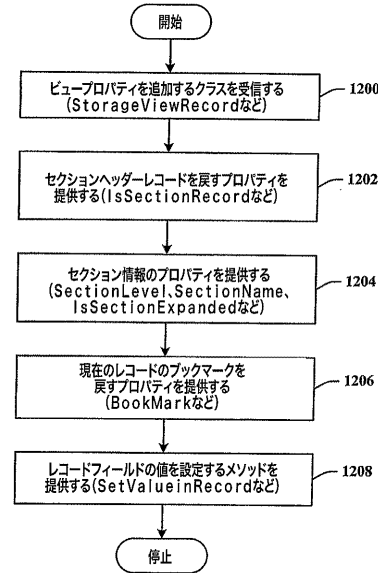 開始
ビュープロパティを追加するクラスを受信する
(StorageViewRecordなど)
1200
セクションヘッダーレコードを戻すプロパティを
提供する(IsSectionRecordなど)
1202
セクション情報のプロパティを提供する
(SectionLevel、SectionName、
IsSectionExpandedなど)
1204
現在のレコードのブックマークを
戻すプロパティを提供する
(BookMarkなど)
1206
レコードフィールドの値を設定するメソッドを
提供する(SetValueinRecordなど)
1208
停止